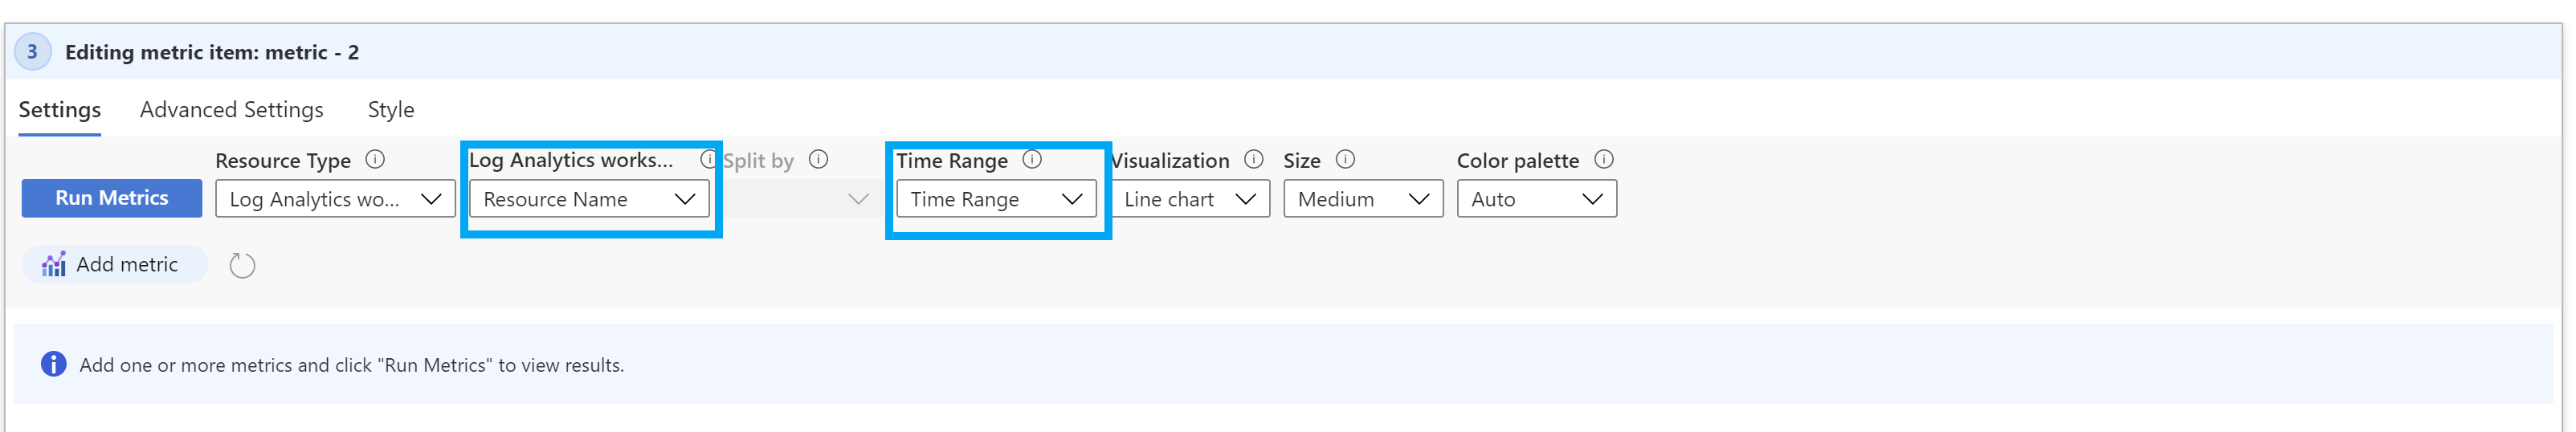 3 Editing metric item: metric - 2
Settings Advanced Settings Style
Resource Type Log Analytics works... Split by Time Range Visualization Size Color palette
Run Metrics Log Analytics wo... Resource Name Time Range Line chart Medium Auto
Add metric
Add one or more metrics and click "Run Metrics" to view results.